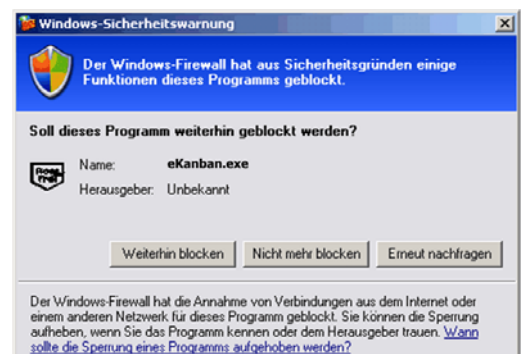 Windows-Sicherheitswarnung
Der Windows-Firewall hat aus Sicherheitsgründen einige
Funktionen dieses Programms geblockt.
Soll dieses Programm weiterhin geblockt werden?
Name: eKanban.exe
Herausgeber: Unbekannt
Weiterhin blocken Nicht mehr blocken Erneut nachfragen
Der Windows-Firewall hat die Annahme von Verbindungen aus dem Internet oder
einem anderen Netzwerk für dieses Programm geblockt. Sie können die Sperrung
aufheben, wenn Sie das Programm kennen oder dem Herausgeber trauen. Wann
sollte die Sperrung eines Programms aufgehoben werden?